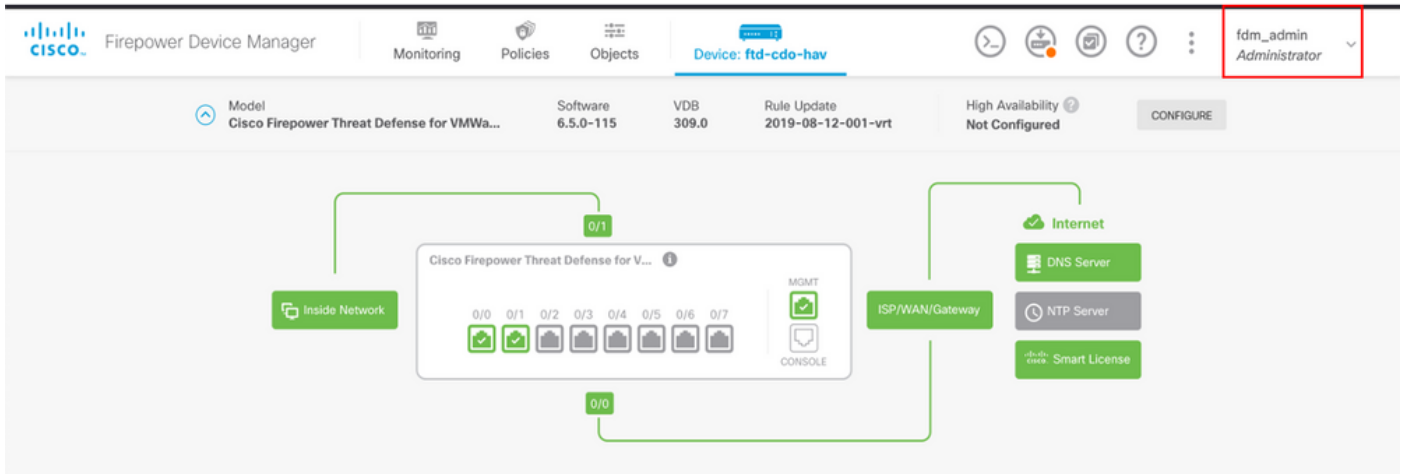 CISCO
Firepower Device Manager
Monitoring
Policies
Objects
Device: ftd-cdo-hav
fdm_admin
Administrator
Model
Cisco Firepower Threat Defense for VMWa...
Software
6.5.0-115
VDB
309.0
Rule Update
2019-08-12-001-vrt
High Availability
Not Configured
CONFIGURE
0/1
Internet
Cisco Firepower Threat Defense for V...
DNS Server
MGMT
Inside Network
0/0 0/1 0/2 0/3 0/4 0/5 0/6 0/7
ISP/WAN/Gateway
NTP Server
CONSOLE
cisco. Smart License
0/0